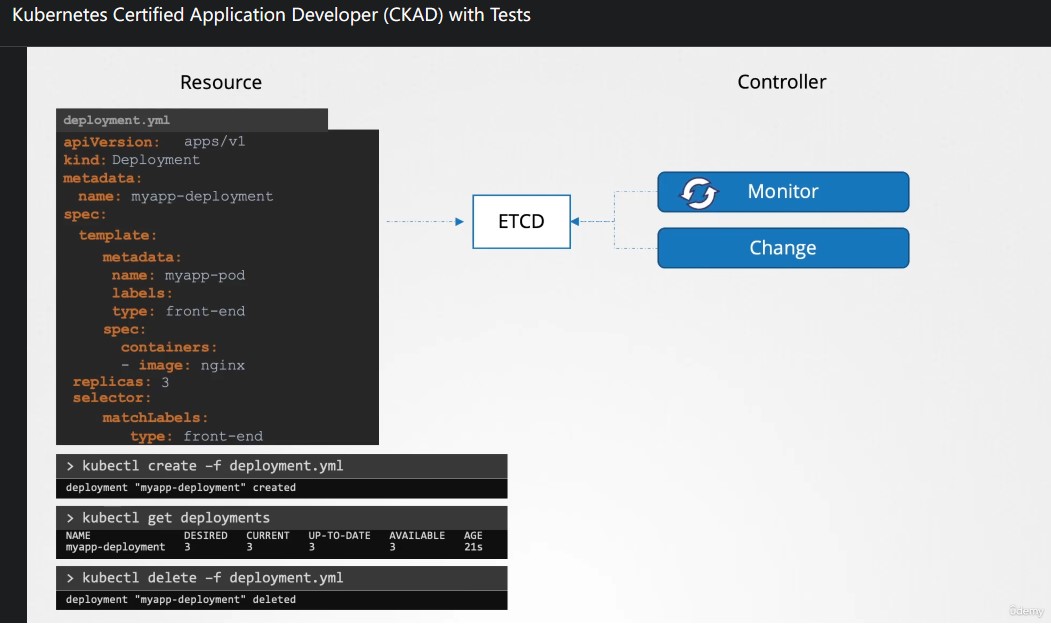 Kubernetes Certified Application Developer (CKAD) with Tests
Resource
Controller
deployment.yml
apiVersion: apps/v1
kind: Deployment
metadata:
name: myapp-deployment
spec:
template:
metadata:
name: myapp-pod
labels:
type: front-end
spec:
containers:
- image: nginx
replicas: 3
selector:
matchLabels:
type: front-end
ETCD
Monitor
Change
> kubectl create -f deployment.yml
deployment "myapp-deployment" created
> kubectl get deployments
NAME DESIRED CURRENT UP-TO-DATE AVAILABLE AGE
myapp-deployment 3 3 3 3 21s
> kubectl delete -f deployment.yml
deployment "myapp-deployment" deleted
Udemy